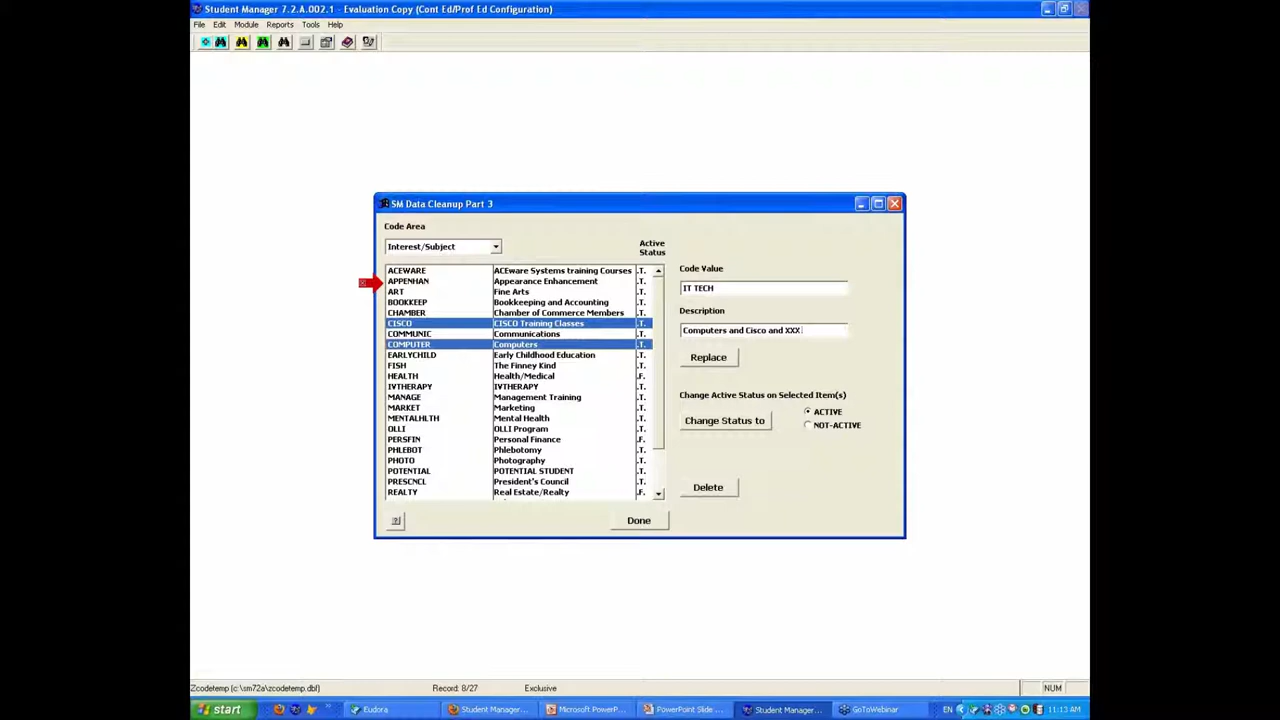 Student Manager 7.2.A.002.1 - Evaluation Copy (Cont Ed/Prof Ed Configuration)
File Edit Module Reports Tools Help
SM Data Cleanup Part 3
Code Area
Interest/Subject
Active
Status
ACEWARE ACEware Systems training Courses .T.
APPENHAN Appearance Enhancement .T.
ART Fine Arts .T.
BOOKKEEP Bookkeeping and Accounting .T.
CHAMBER Chamber of Commerce Members .T.
CISCO CISCO Training Classes .T.
COMMUNIC Communications .T.
COMPUTER Computers .T.
EARLYCHILD Early Childhood Education .T.
FISH The Finney Kind .T.
HEALTH Health/Medical .F.
IVTHERAPY IVTHERAPY .T.
MANAGE Management Training .T.
MARKET Marketing .T.
MENTALHLTH Mental Health .T.
OLLI OLLI Program .T.
PERSFIN Personal Finance .F.
PHLEBOT Phlebotomy .T.
PHOTO Photography .T.
POTENTIAL POTENTIAL STUDENT .T.
PRESCNCL President's Council .T.
REALTY Real Estate/Realty .F.
Code Value
IT TECH
Description
Computers and Cisco and XXX
Replace
Change Active Status on Selected Item(s)
Change Status to
ACTIVE
NOT-ACTIVE
Delete
Done
Zcodetemp (c:\sm72a\zcodetemp.dbf) Record: 8/27 Exclusive NUM
start Eudora Student Manager... Microsoft PowerP... PowerPoint Slide ... Student Manager... GoToWebinar EN 11:13 AM